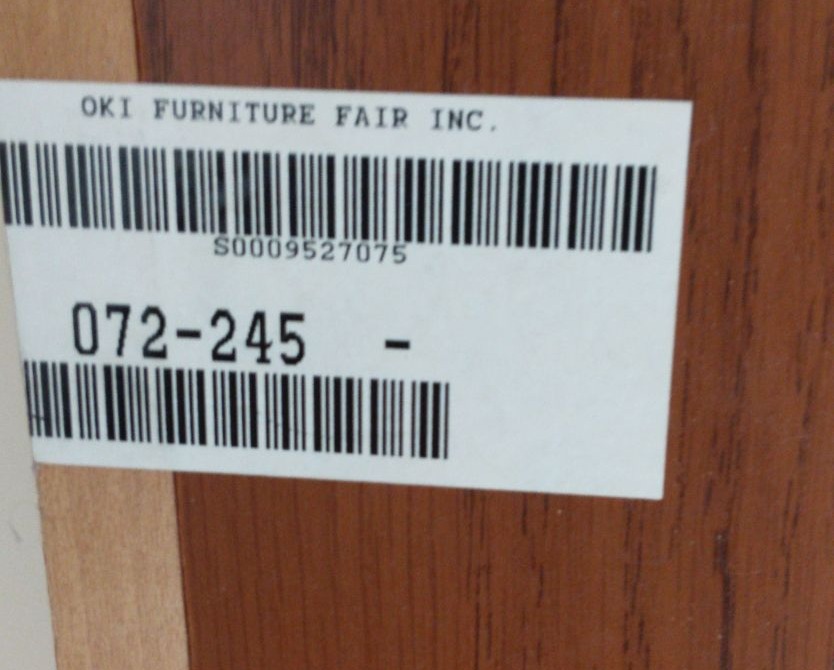 OKI FURNITURE FAIR INC.
S0009527075
072-245 -